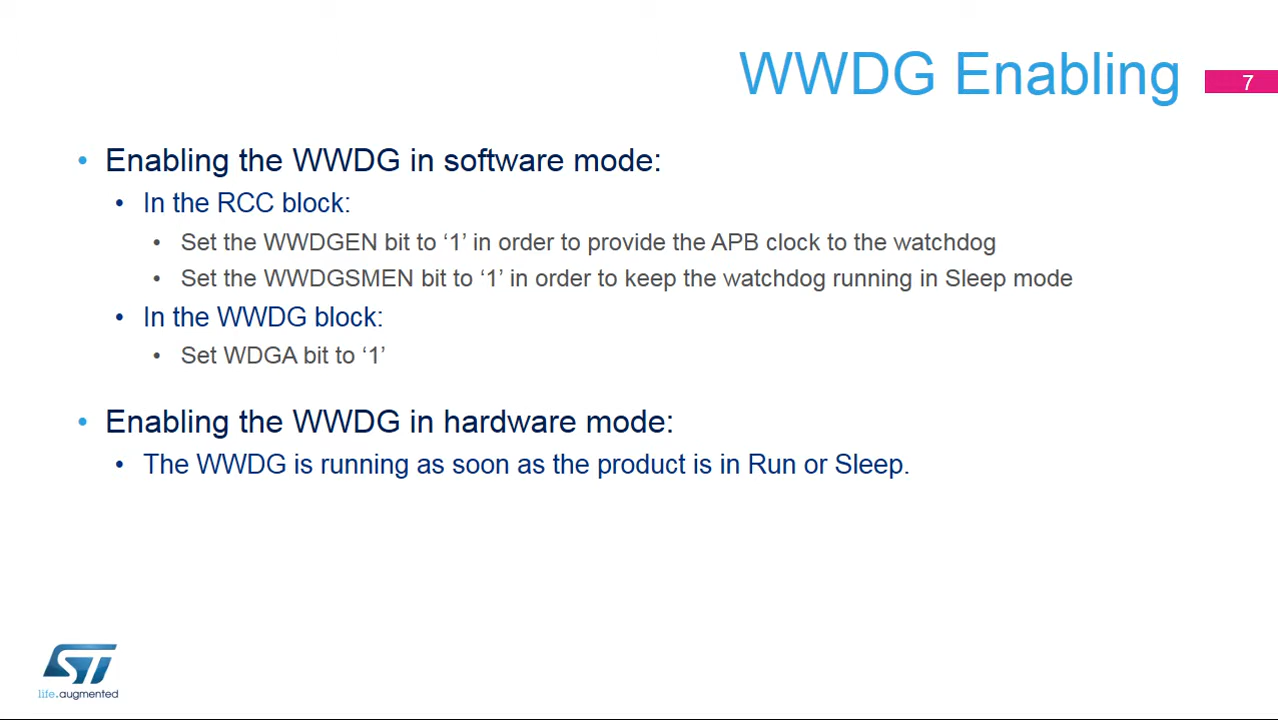 WWDG Enabling
7
• Enabling the WWDG in software mode:
• In the RCC block:
• Set the WWDGEN bit to ‘1’ in order to provide the APB clock to the watchdog
• Set the WWDGSMEN bit to ‘1’ in order to keep the watchdog running in Sleep mode
• In the WWDG block:
• Set WDGA bit to ‘1’
• Enabling the WWDG in hardware mode:
• The WWDG is running as soon as the product is in Run or Sleep.
ST
life.augmented